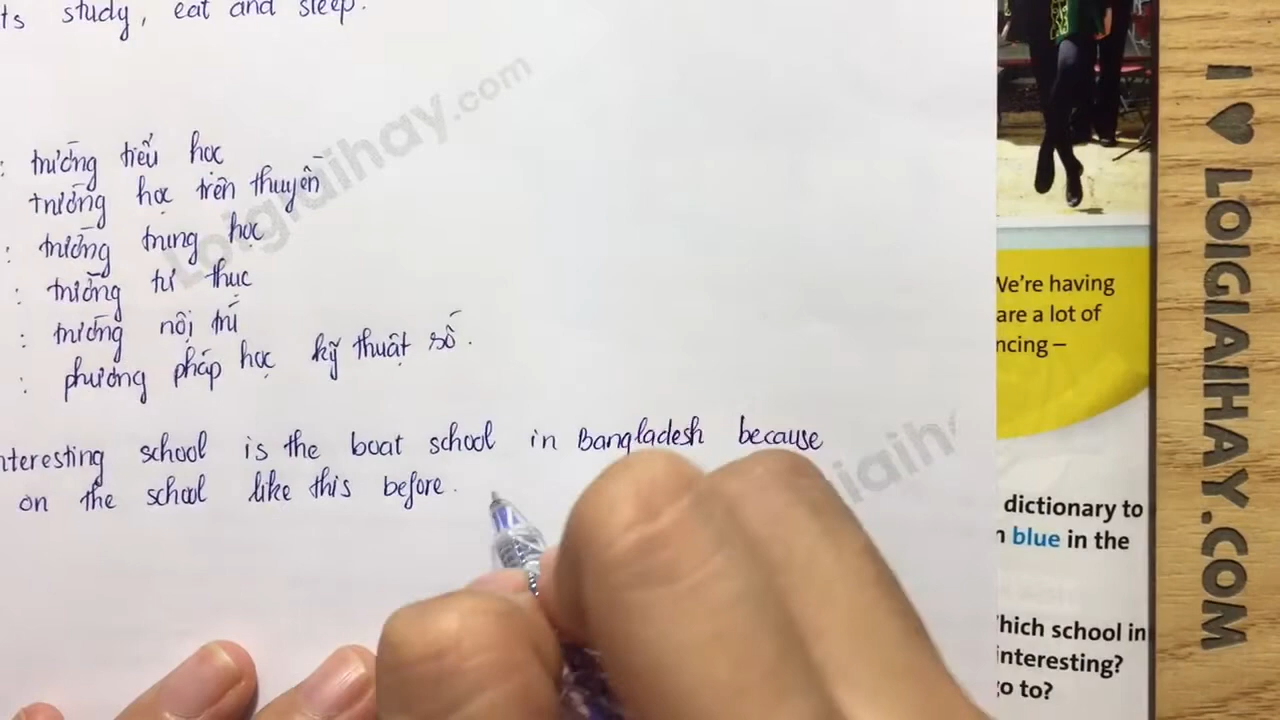 ts study, eat and sleep.
: trường tiểu học
trường học trên thuyền
: trường trung học
: trường tư thục
: trường nội trú
: phương pháp học kỹ thuật số.
nteresting school is the boat school in Bangladesh because
on the school like this before.
Loigiaihay.com
We're having
are a lot of
ncing –
dictionary to
n blue in the
hich school in
interesting?
go to?
I ♥ LOIGIAIHAY.COM